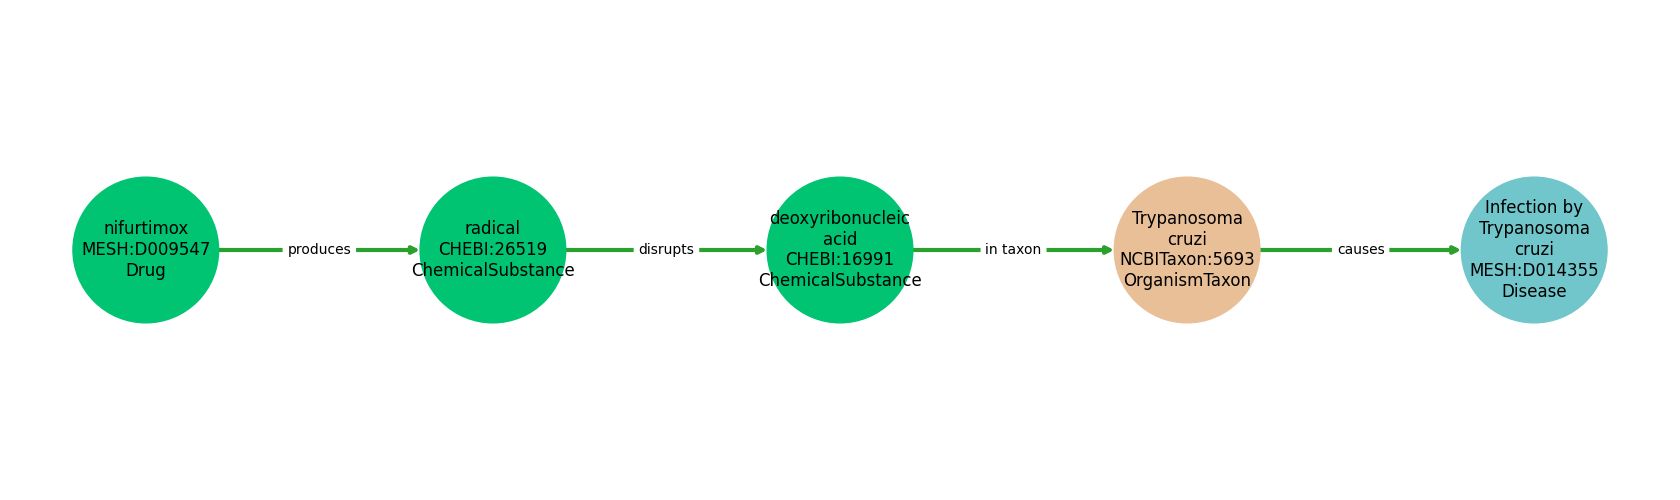 nifurtimox
MESH:D009547
Drug
produces
radical
CHEBI:26519
ChemicalSubstance
disrupts
deoxyribonucleic
acid
CHEBI:16991
ChemicalSubstance
in taxon
Trypanosoma
cruzi
NCBITaxon:5693
OrganismTaxon
causes
Infection by
Trypanosoma
cruzi
MESH:D014355
Disease